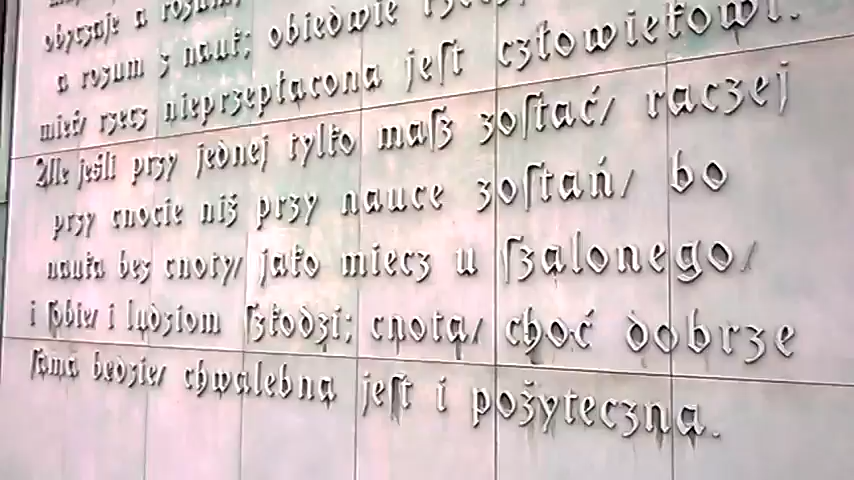 obyczaje a rozum
a rozum z nauk; obiedwie rzeczy
mieć/ rzecz nieprzepłacona jeſt człowiekowi.
Ale jeśli przy jednej tylko maſz zoſtać/ raczej
przy cnocie niż przy nauce zoſtań/ bo
nauka bez cnoty/ jako miecz u ſzalonego/
i ſobie/ i ludziom ſzkodzi; cnota/ choć dobrze
ſama będzie/ chwalebna jeſt i pożyteczna.